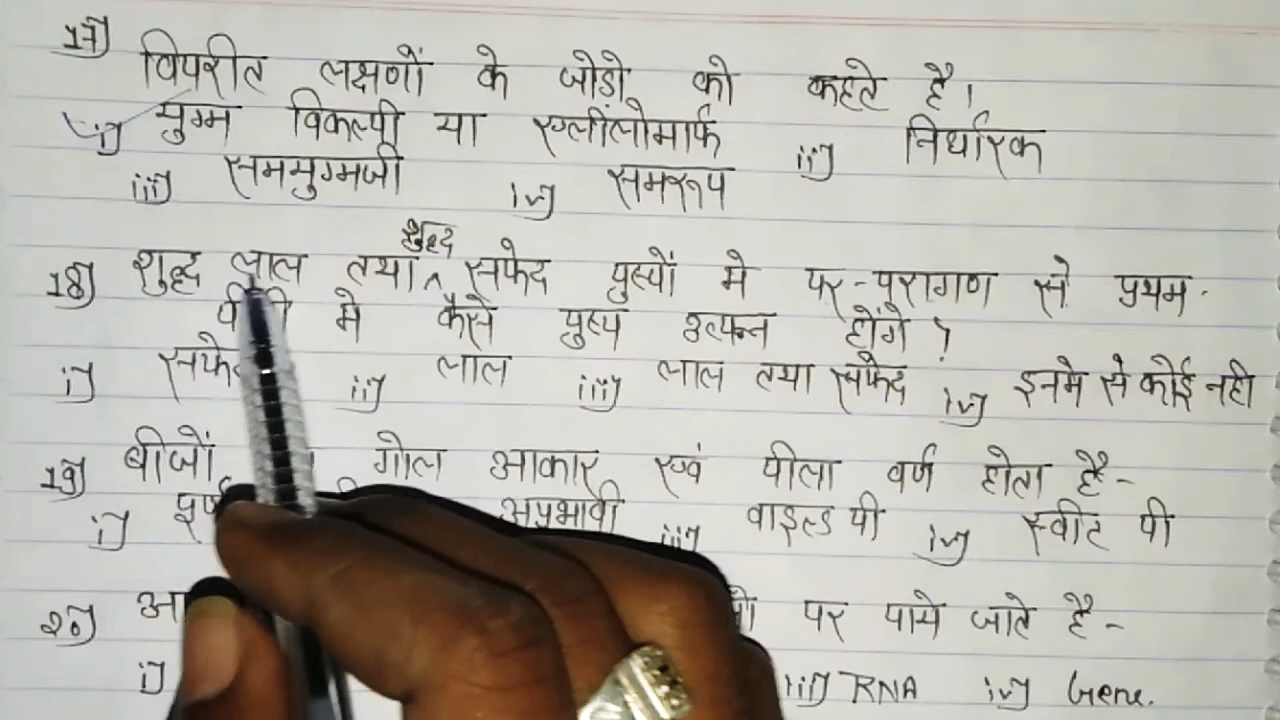 17)
विपरीत लक्षणों के जोड़ो को कहते है।
i) युग्म विकल्पी या एलीलोमार्फ ii) निर्धारक
iii) समयुग्मजी iv) समरूप
18) शुद्ध लाल तथा शुद्ध सफेद पुष्पों मे पर-परागण से प्रथम
मे कैसे पुष्प उत्पन्न होंगे ?
i) ii) लाल iii) लाल तथा सफेद iv) इनमे से कोई नही
19) बीजों गोल आकार एवं पीला वर्ण होता है-
i) अप्रभावी iii) वाइल्ड पी iv) स्वीट पी
20) पर पाये जाते है-
i) iii) RNA iv) Gene.